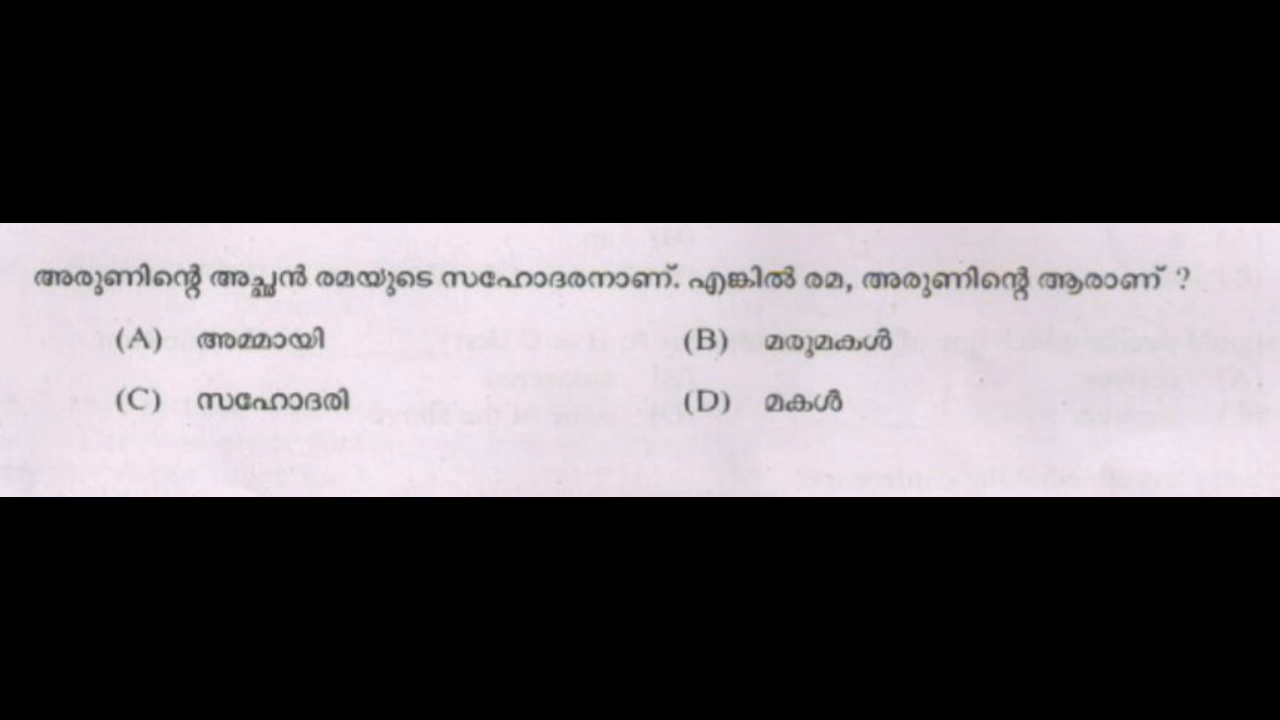 അരുണിന്റെ അച്ഛൻ രമയുടെ സഹോദരനാണ്. എങ്കിൽ രമ, അരുണിന്റെ ആരാണ് ?
(A) അമ്മായി (B) മരുമകൾ
(C) സഹോദരി (D) മകൾ